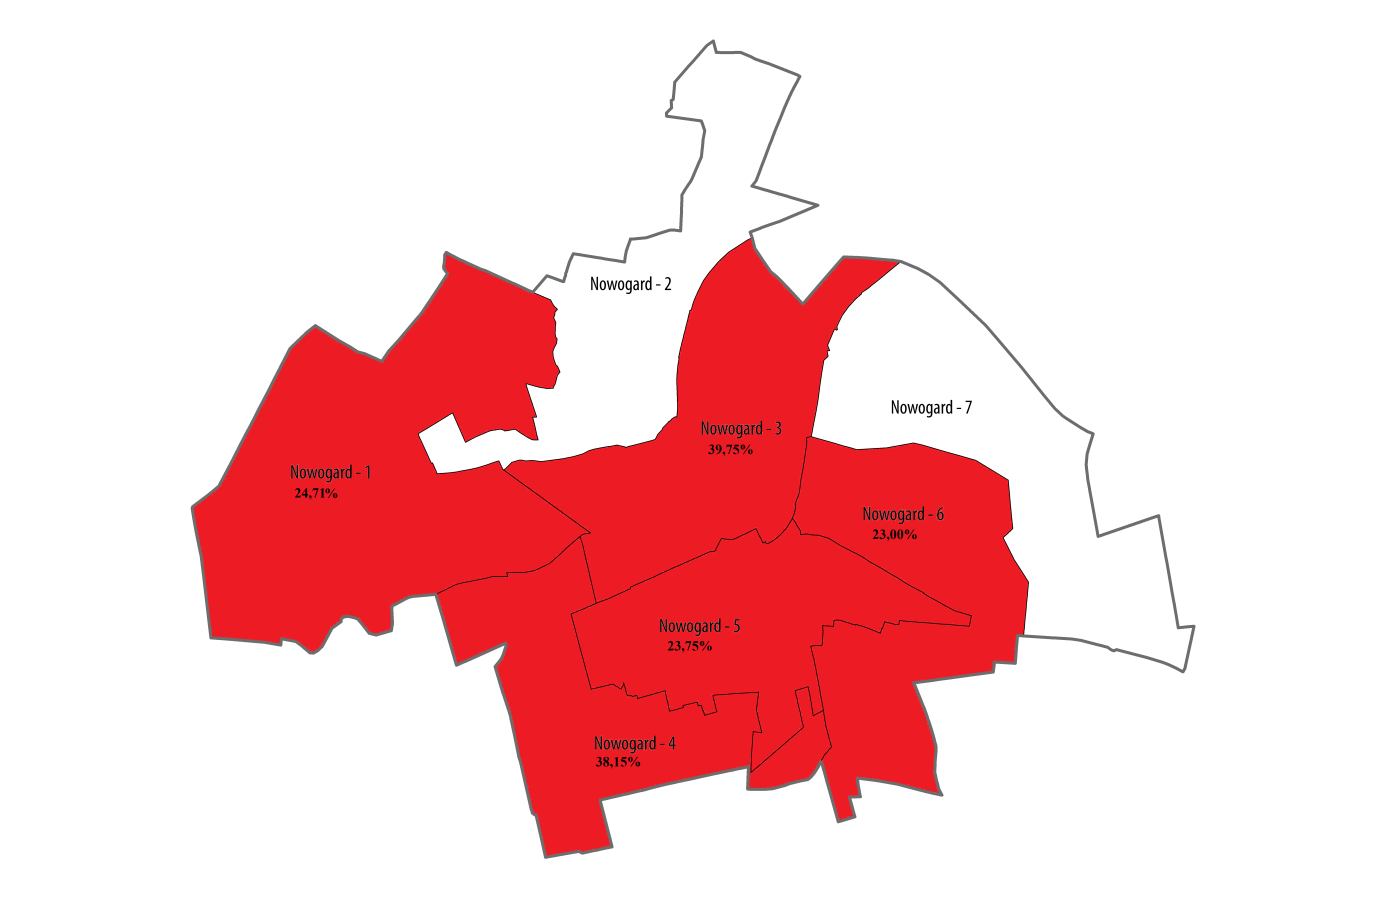 Nowogard - 2
Nowogard - 7
Nowogard - 3
39,75%
Nowogard - 1
24,71%
Nowogard - 6
23,00%
Nowogard - 5
23,75%
Nowogard - 4
38,15%